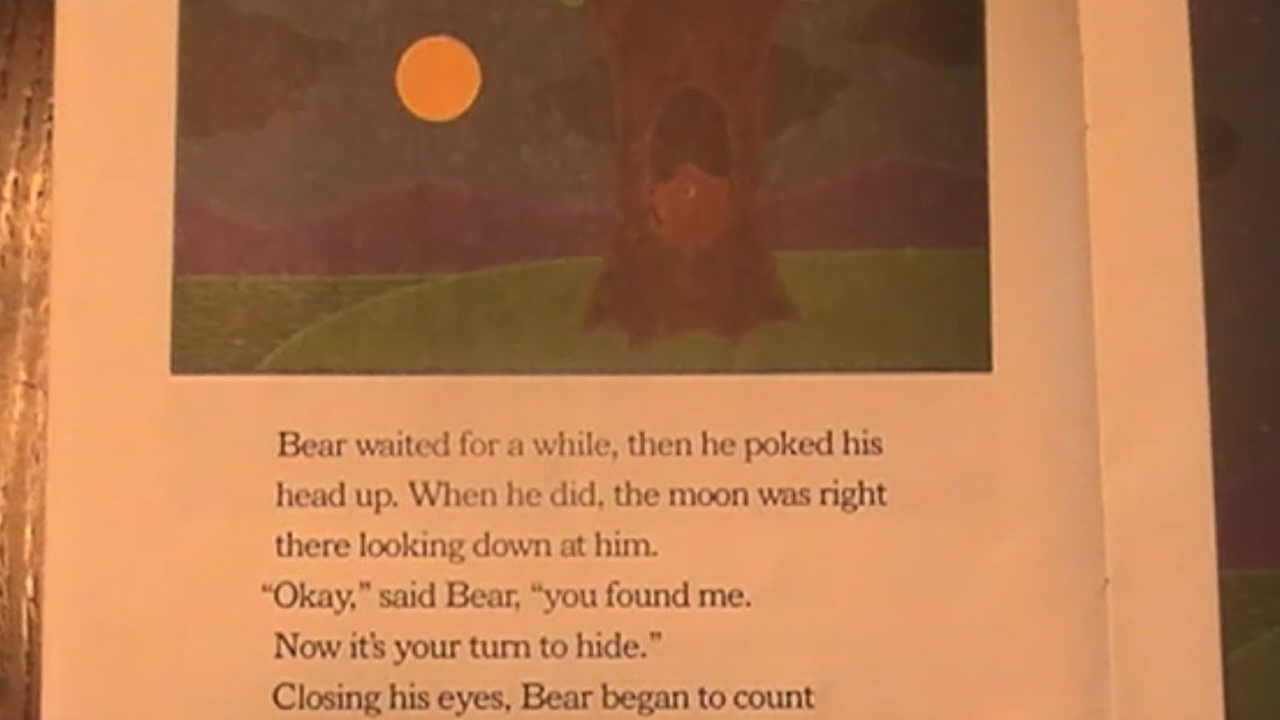 Bear waited for a while, then he poked his
head up. When he did, the moon was right
there looking down at him.
“Okay,” said Bear, “you found me.
Now it’s your turn to hide.”
Closing his eyes, Bear began to count